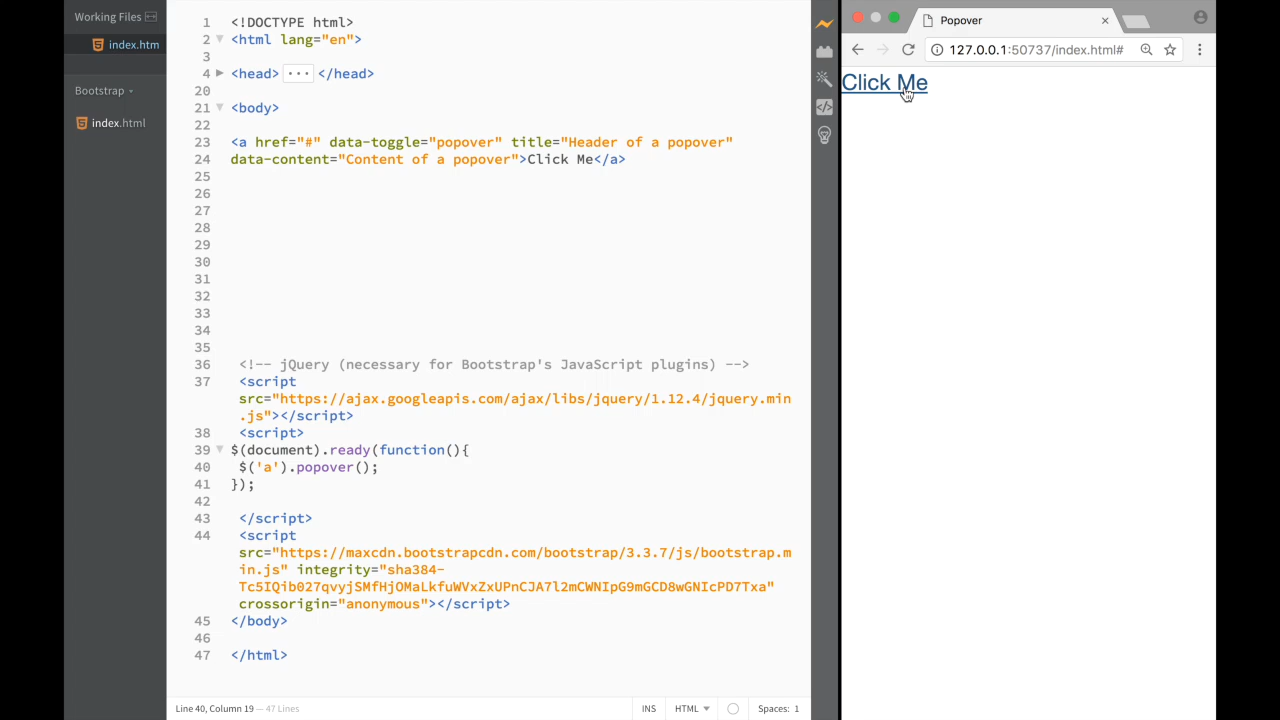 Working Files
index.htm
Bootstrap
index.html
1 <!DOCTYPE html>
2 <html lang="en">
3
4 <head> ... </head>
20
21 <body>
22
23 <a href="#" data-toggle="popover" title="Header of a popover"
24 data-content="Content of a popover">Click Me</a>
25
26
27
28
29
30
31
32
33
34
35
36 <!-- jQuery (necessary for Bootstrap's JavaScript plugins) -->
37 <script
src="https://ajax.googleapis.com/ajax/libs/jquery/1.12.4/jquery.min
.js"></script>
38 <script>
39 $(document).ready(function(){
40 $('a').popover();
41 });
42
43 </script>
44 <script
src="https://maxcdn.bootstrapcdn.com/bootstrap/3.3.7/js/bootstrap.m
in.js" integrity="sha384-
Tc5IQib027qvyjSMfHjOMaLkfuWVxZxUPnCJA7l2mCWNIpG9mGCD8wGNIcPD7Txa"
crossorigin="anonymous"></script>
45 </body>
46
47 </html>
Line 40, Column 19 — 47 Lines
INS
HTML
Spaces: 1
Popover
127.0.0.1:50737/index.html#
Click Me